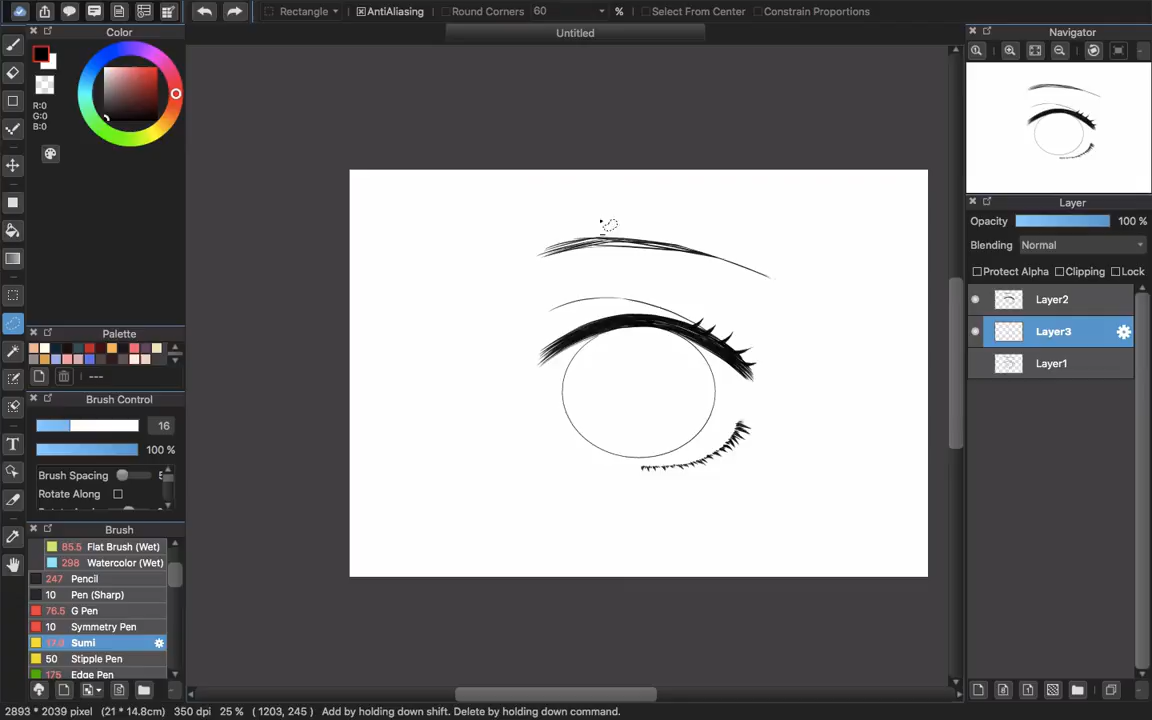 Rectangle AntiAliasing Round Corners 60 % Select From Center Constrain Proportions
Color
Untitled
Navigator
R:0
G:0
B:0
Layer
Opacity 100 %
Blending Normal
Protect Alpha Clipping Lock
Layer2
Layer3
Layer1
Palette
---
Brush Control
16
100 %
Brush Spacing
Rotate Along
Brush
85.5 Flat Brush (Wet)
298 Watercolor (Wet)
247 Pencil
10 Pen (Sharp)
76.5 G Pen
10 Symmetry Pen
17.0 Sumi
50 Stipple Pen
175 Edge Pen
2893 * 2039 pixel (21 * 14.8cm) 350 dpi 25 % ( 1203, 245 ) Add by holding down shift. Delete by holding down command.